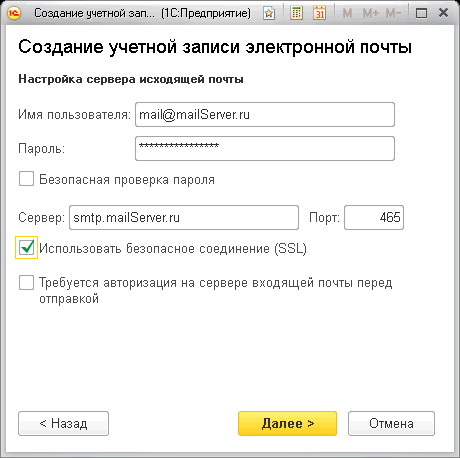 Создание учетной зап... (1С:Предприятие)
M M+ M-
Создание учетной записи электронной почты
Настройка сервера исходящей почты
Имя пользователя: mail@mailServer.ru
Пароль: ****************
Безопасная проверка пароля
Сервер: smtp.mailServer.ru Порт: 465
Использовать безопасное соединение (SSL)
Требуется авторизация на сервере входящей почты перед
отправкой
< Назад Далее > Отмена